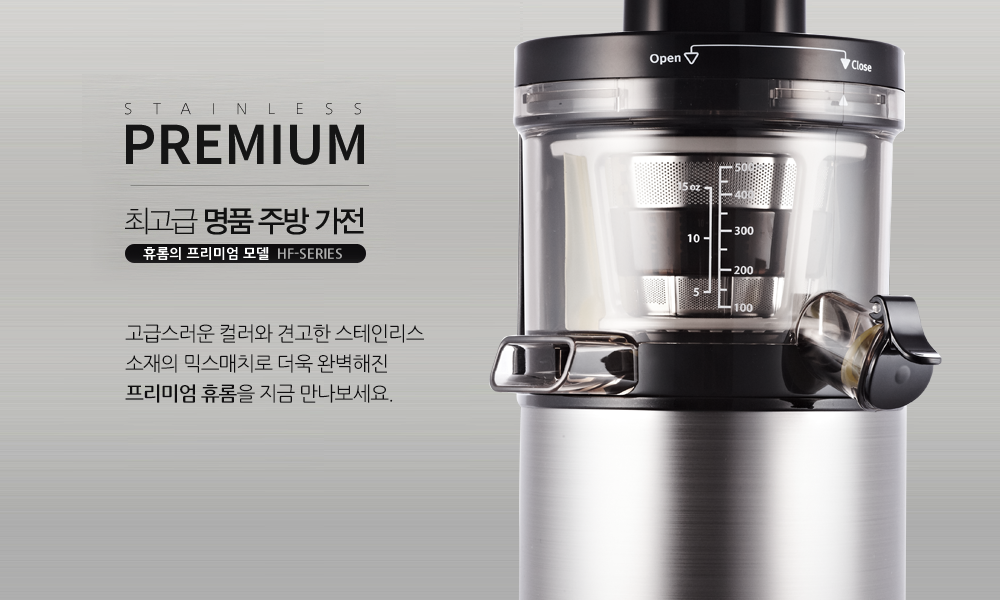 STAINLESS
PREMIUM
최고급 명품 주방 가전
휴롬의 프리미엄 모델 HF-SERIES
고급스러운 컬러와 견고한 스테인리스
소재의 믹스매치로 더욱 완벽해진
프리미엄 휴롬을 지금 만나보세요.
Open Close
500
15 oz 400
10 300
200
5 100